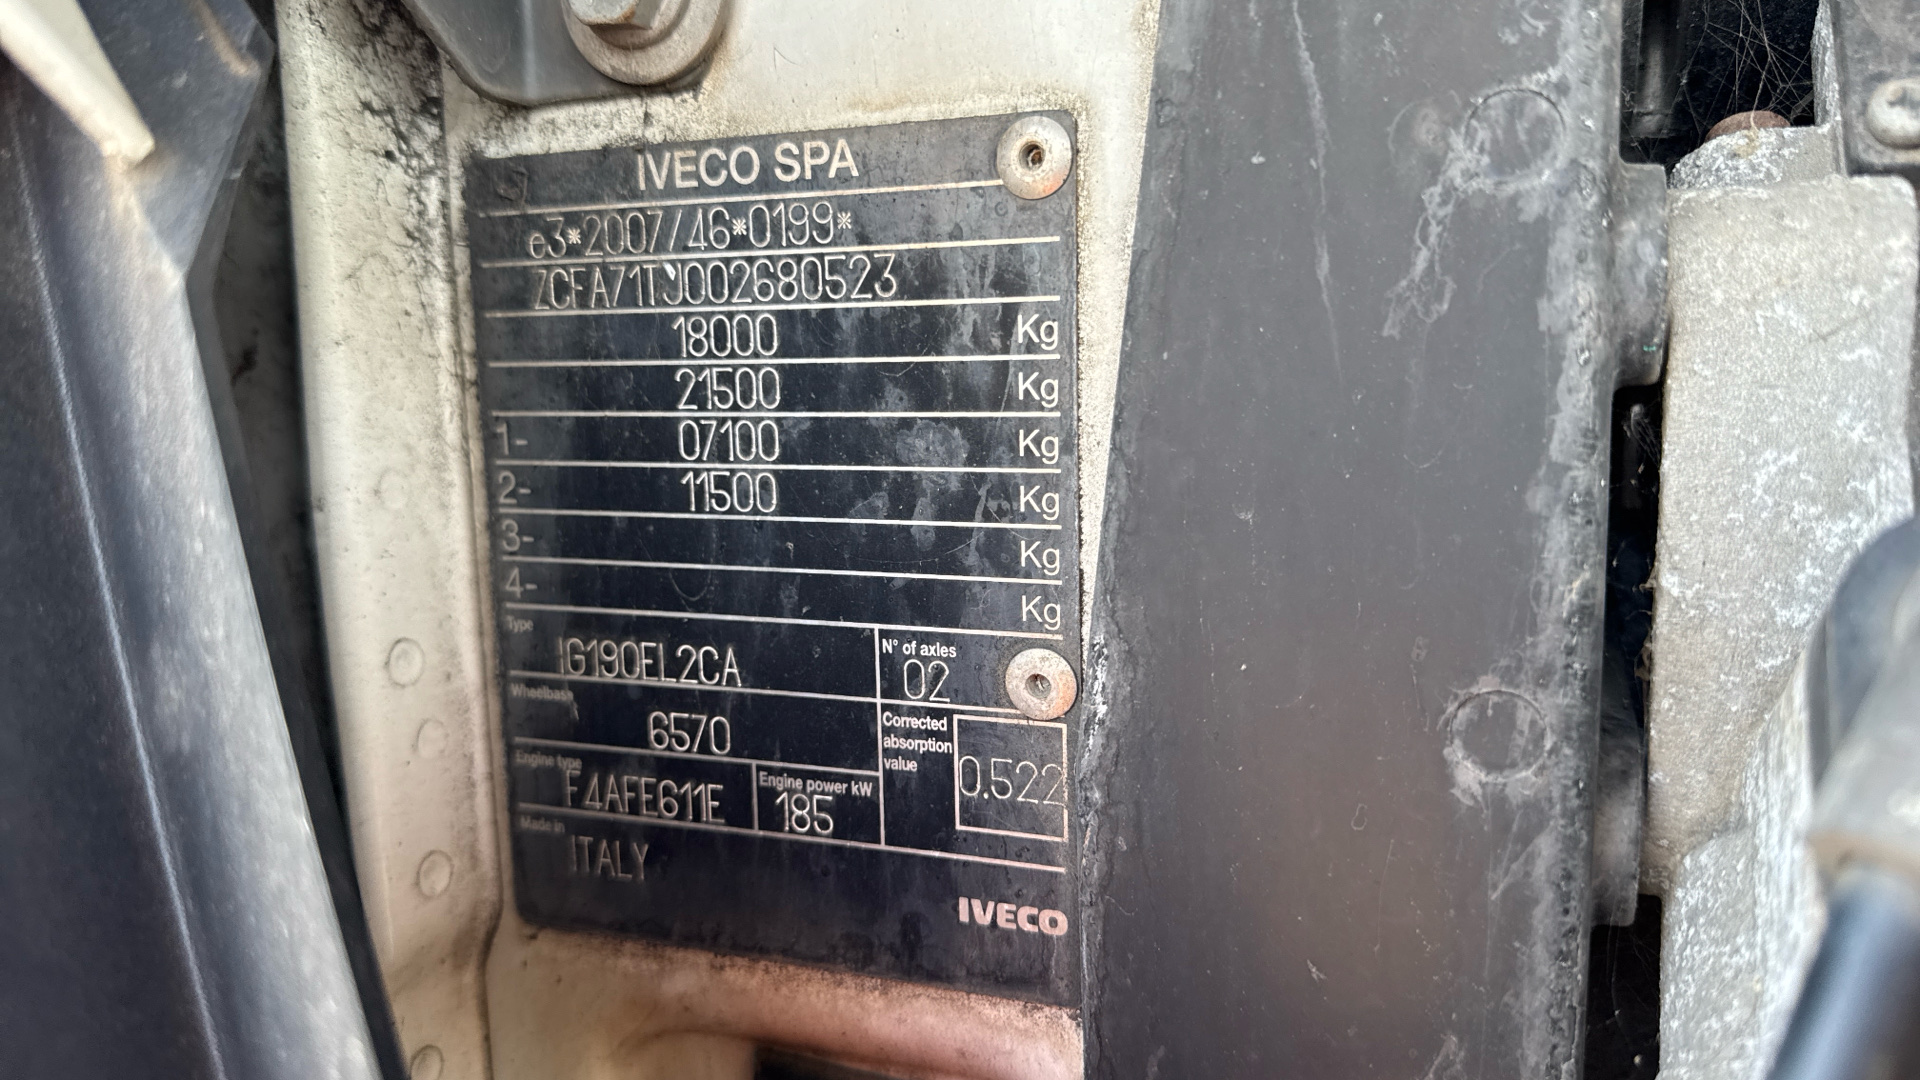 IVECO SPA
e3*2007/46*0199*
ZCFA71TJ002680523
18000 Kg
21500 Kg
1- 07100 Kg
2- 11500 Kg
3- Kg
4- Kg
Type
IG190EL2CA
N° of axles
02
Wheelbase
6570
Corrected
absorption
value
0.522
Engine type
F4AFE611E
Engine power kW
185
Made in
ITALY
IVECO